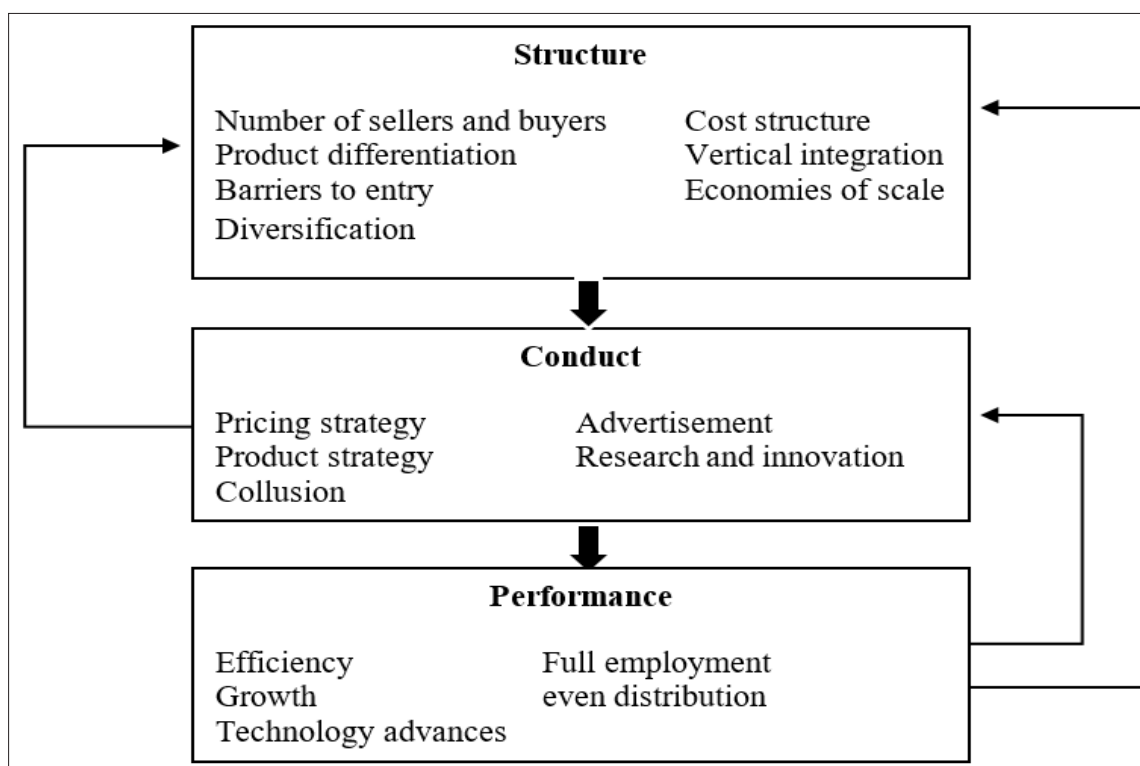 Structure
Number of sellers and buyers
Product differentiation
Barriers to entry
Diversification
Cost structure
Vertical integration
Economies of scale
Conduct
Pricing strategy
Product strategy
Collusion
Advertisement
Research and innovation
Performance
Efficiency
Growth
Technology advances
Full employment
even distribution